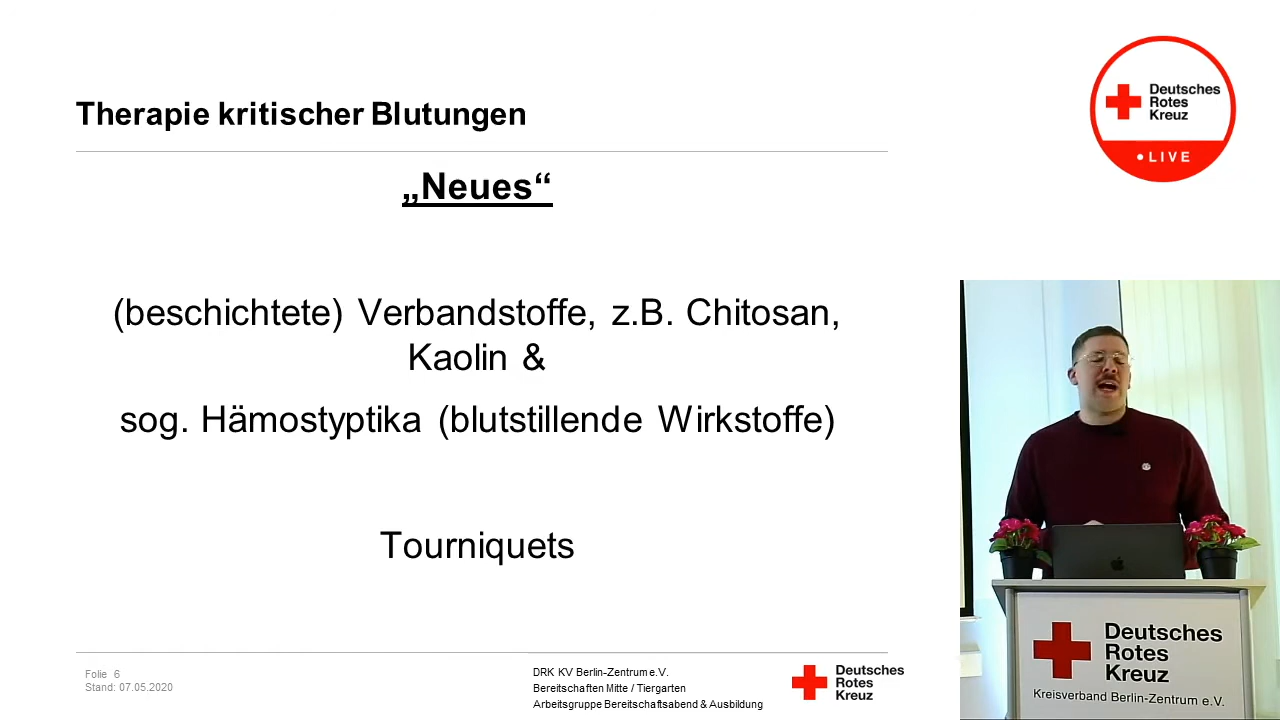 Therapie kritischer Blutungen
„Neues“
(beschichtete) Verbandstoffe, z.B. Chitosan,
Kaolin &
sog. Hämostyptika (blutstillende Wirkstoffe)
Tourniquets
Folie 6
Stand: 07.05.2020
DRK KV Berlin-Zentrum e.V.
Bereitschaften Mitte / Tiergarten
Arbeitsgruppe Bereitschaftsabend & Ausbildung
Deutsches
Rotes
Kreuz
Deutsches
Rotes
Kreuz
LIVE
Deutsches
Rotes
Kreuz
Kreisverband Berlin-Zentrum e.V.